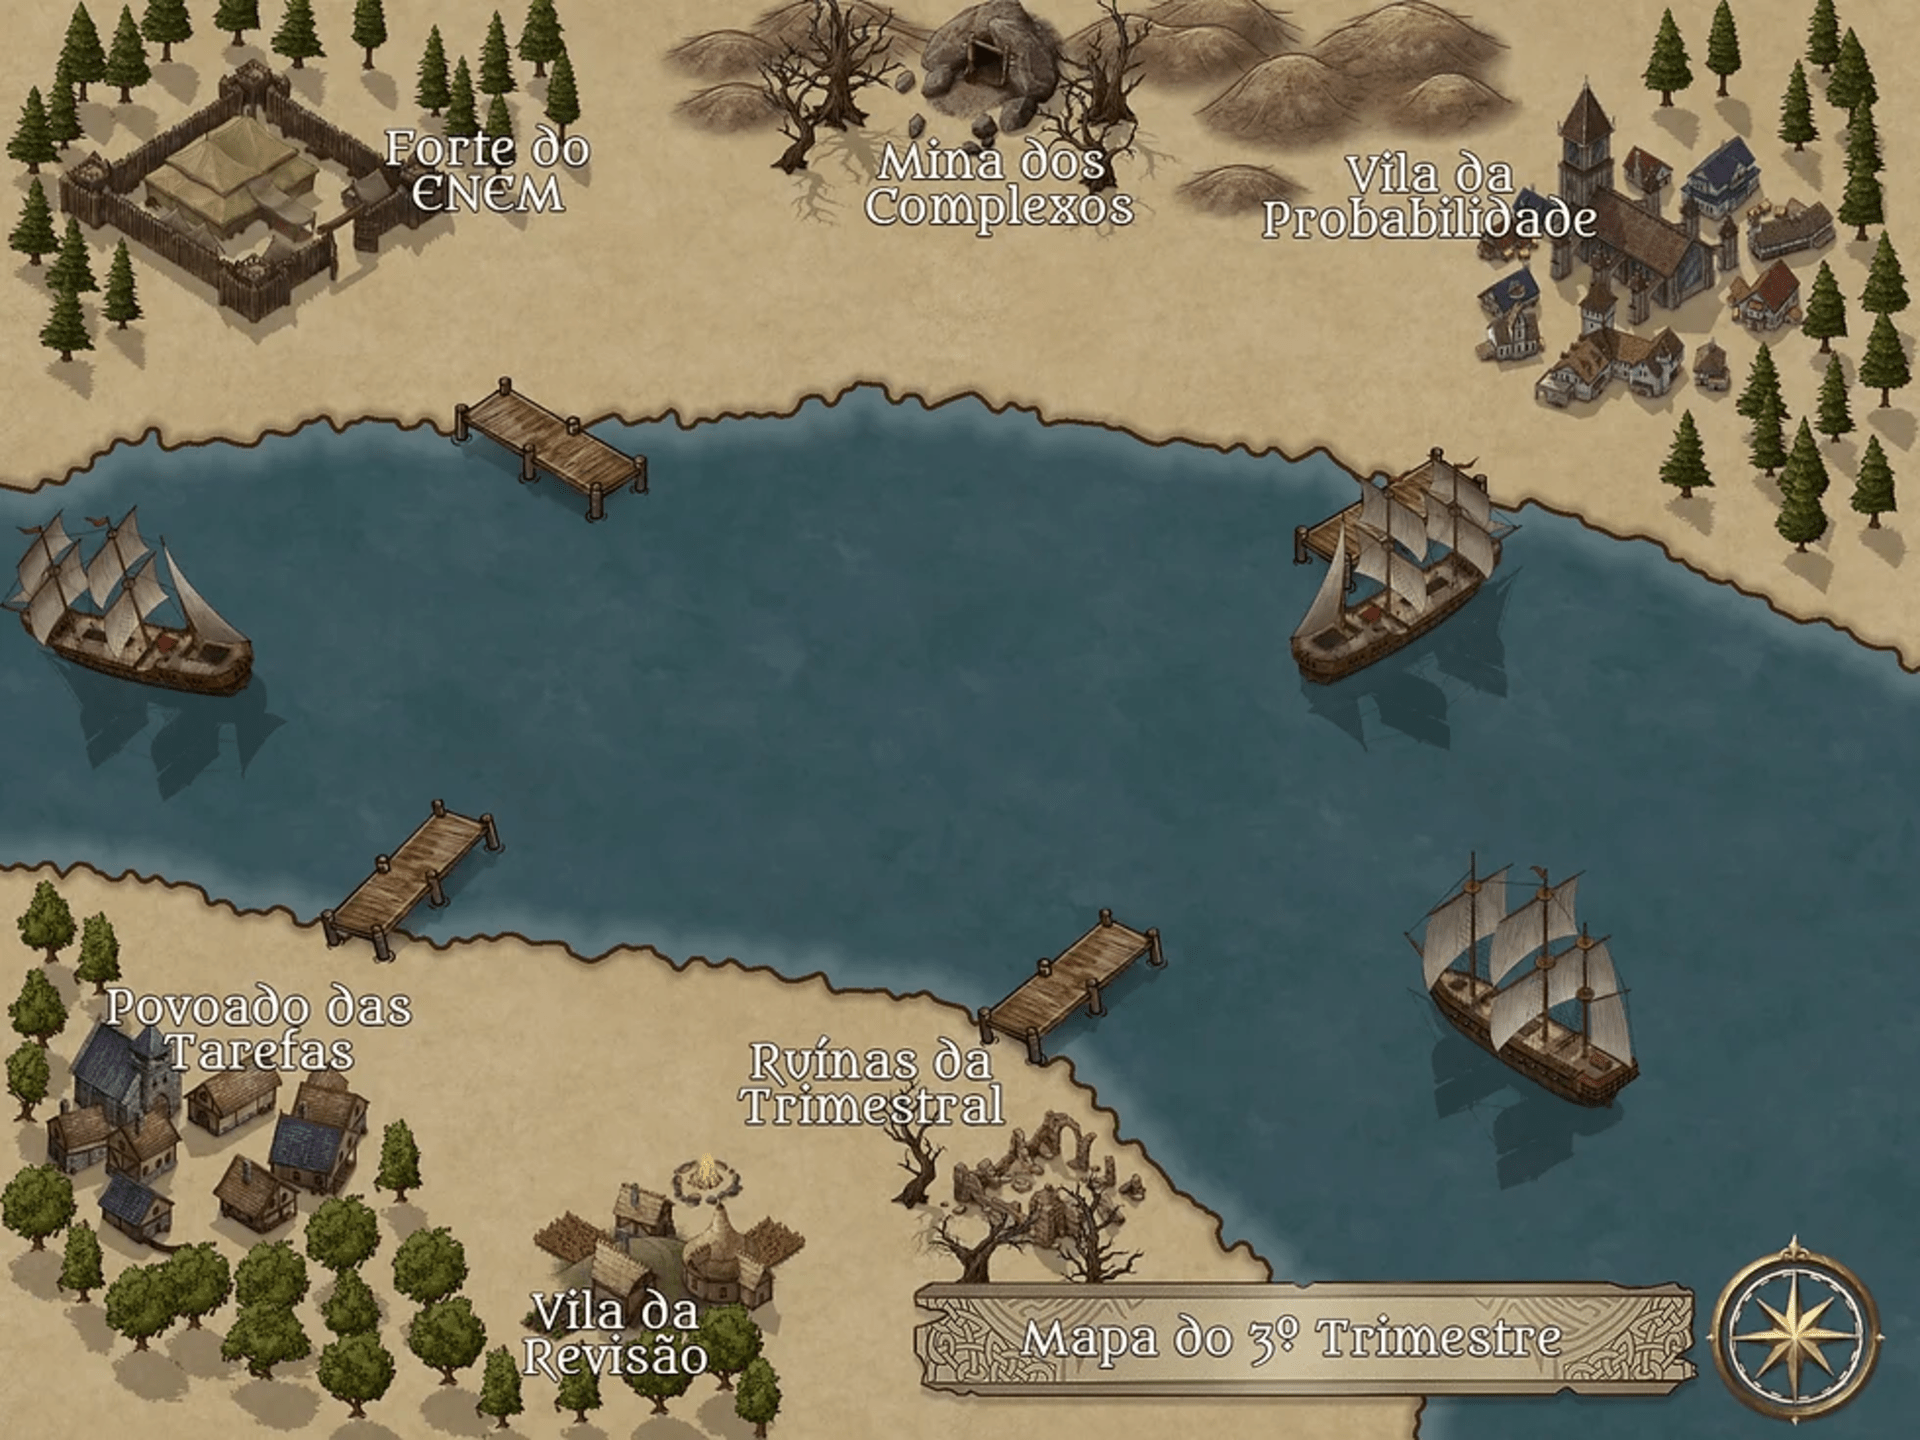 Forte do
ENEM
Mina dos
Complexos
Vila da
Probabilidade
Povoado das
Tarefas
Ruínas da
Trimestral
Vila da
Revisão
Mapa do 3º Trimestre